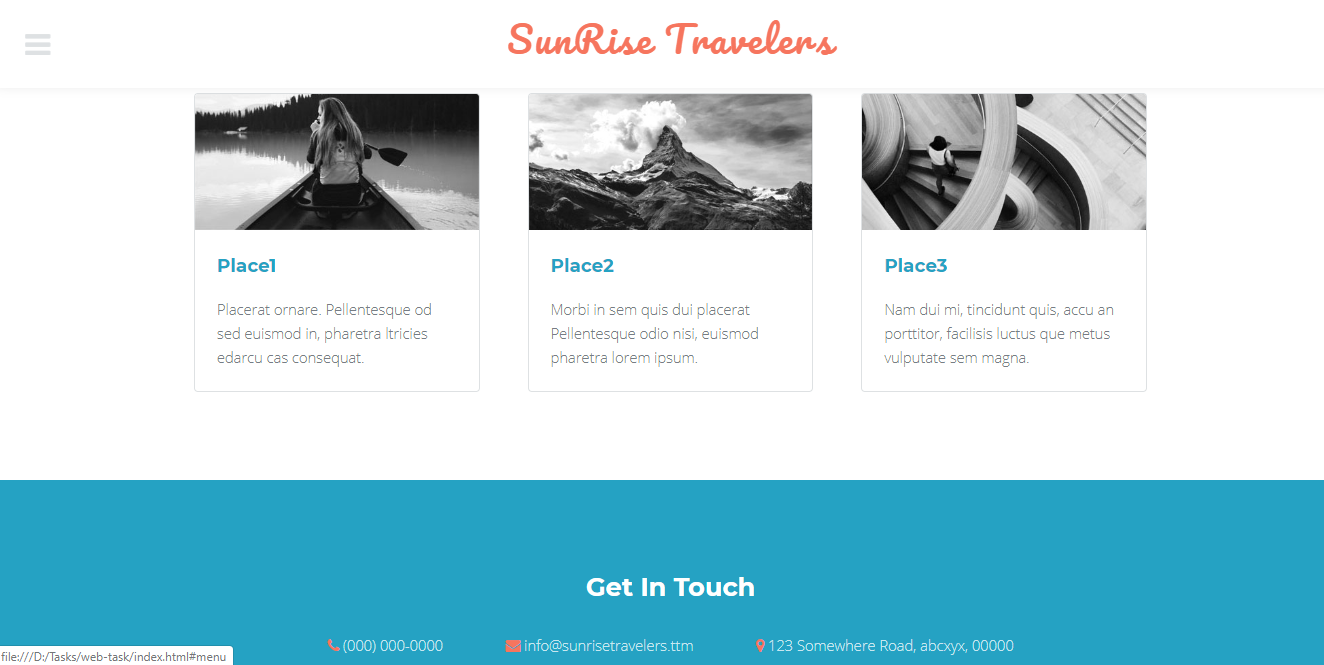 SunRise Travelers
Place1
Placerat ornare. Pellentesque od
sed euismod in, pharetra ltricies
edarcu cas consequat.
Place2
Morbi in sem quis dui placerat
Pellentesque odio nisi, euismod
pharetra lorem ipsum.
Place3
Nam dui mi, tincidunt quis, accu an
porttitor, facilisis luctus que metus
vulputate sem magna.
Get In Touch
(000) 000-0000 info@sunrisetravelers.ttm 123 Somewhere Road, abcxyx, 00000
file:///D:/Tasks/web-task/index.html#menu